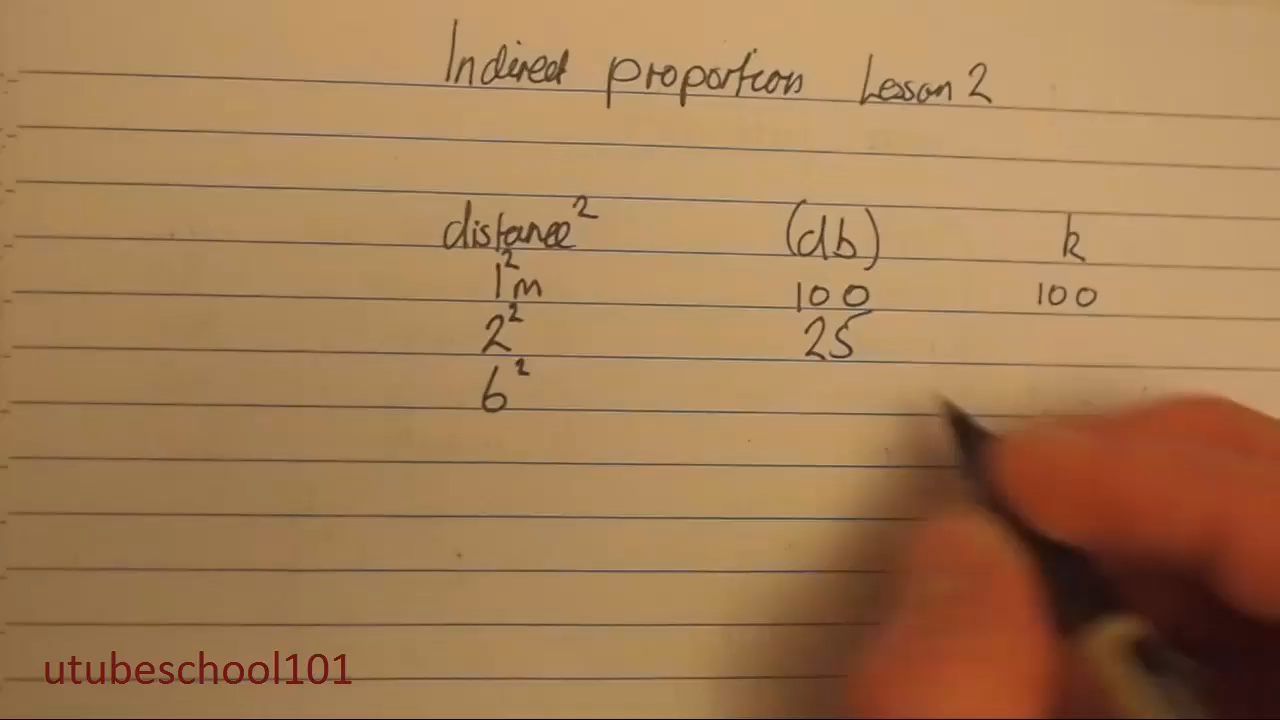 Indirect proportion Lesson 2
distance² (db) k
1²m 100 100
2² 25
6²
utubeschool101